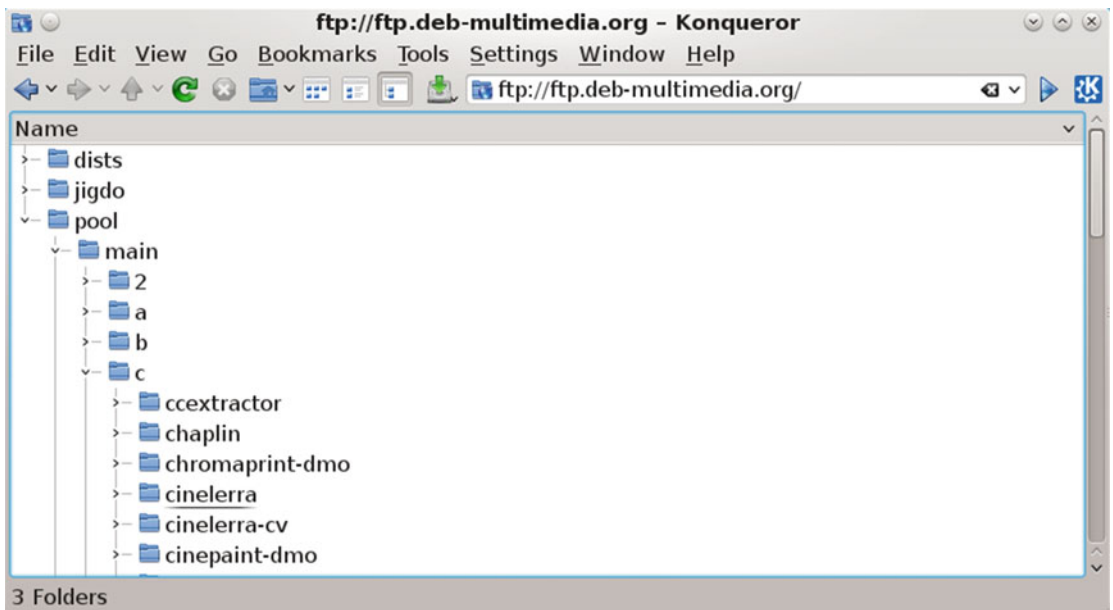 ftp://ftp.deb-multimedia.org – Konqueror
File Edit View Go Bookmarks Tools Settings Window Help
ftp://ftp.deb-multimedia.org/
Name
dists
jigdo
pool
main
2
a
b
c
ccextractor
chaplin
chromaprint-dmo
cinelerra
cinelerra-cv
cinepaint-dmo
3 Folders